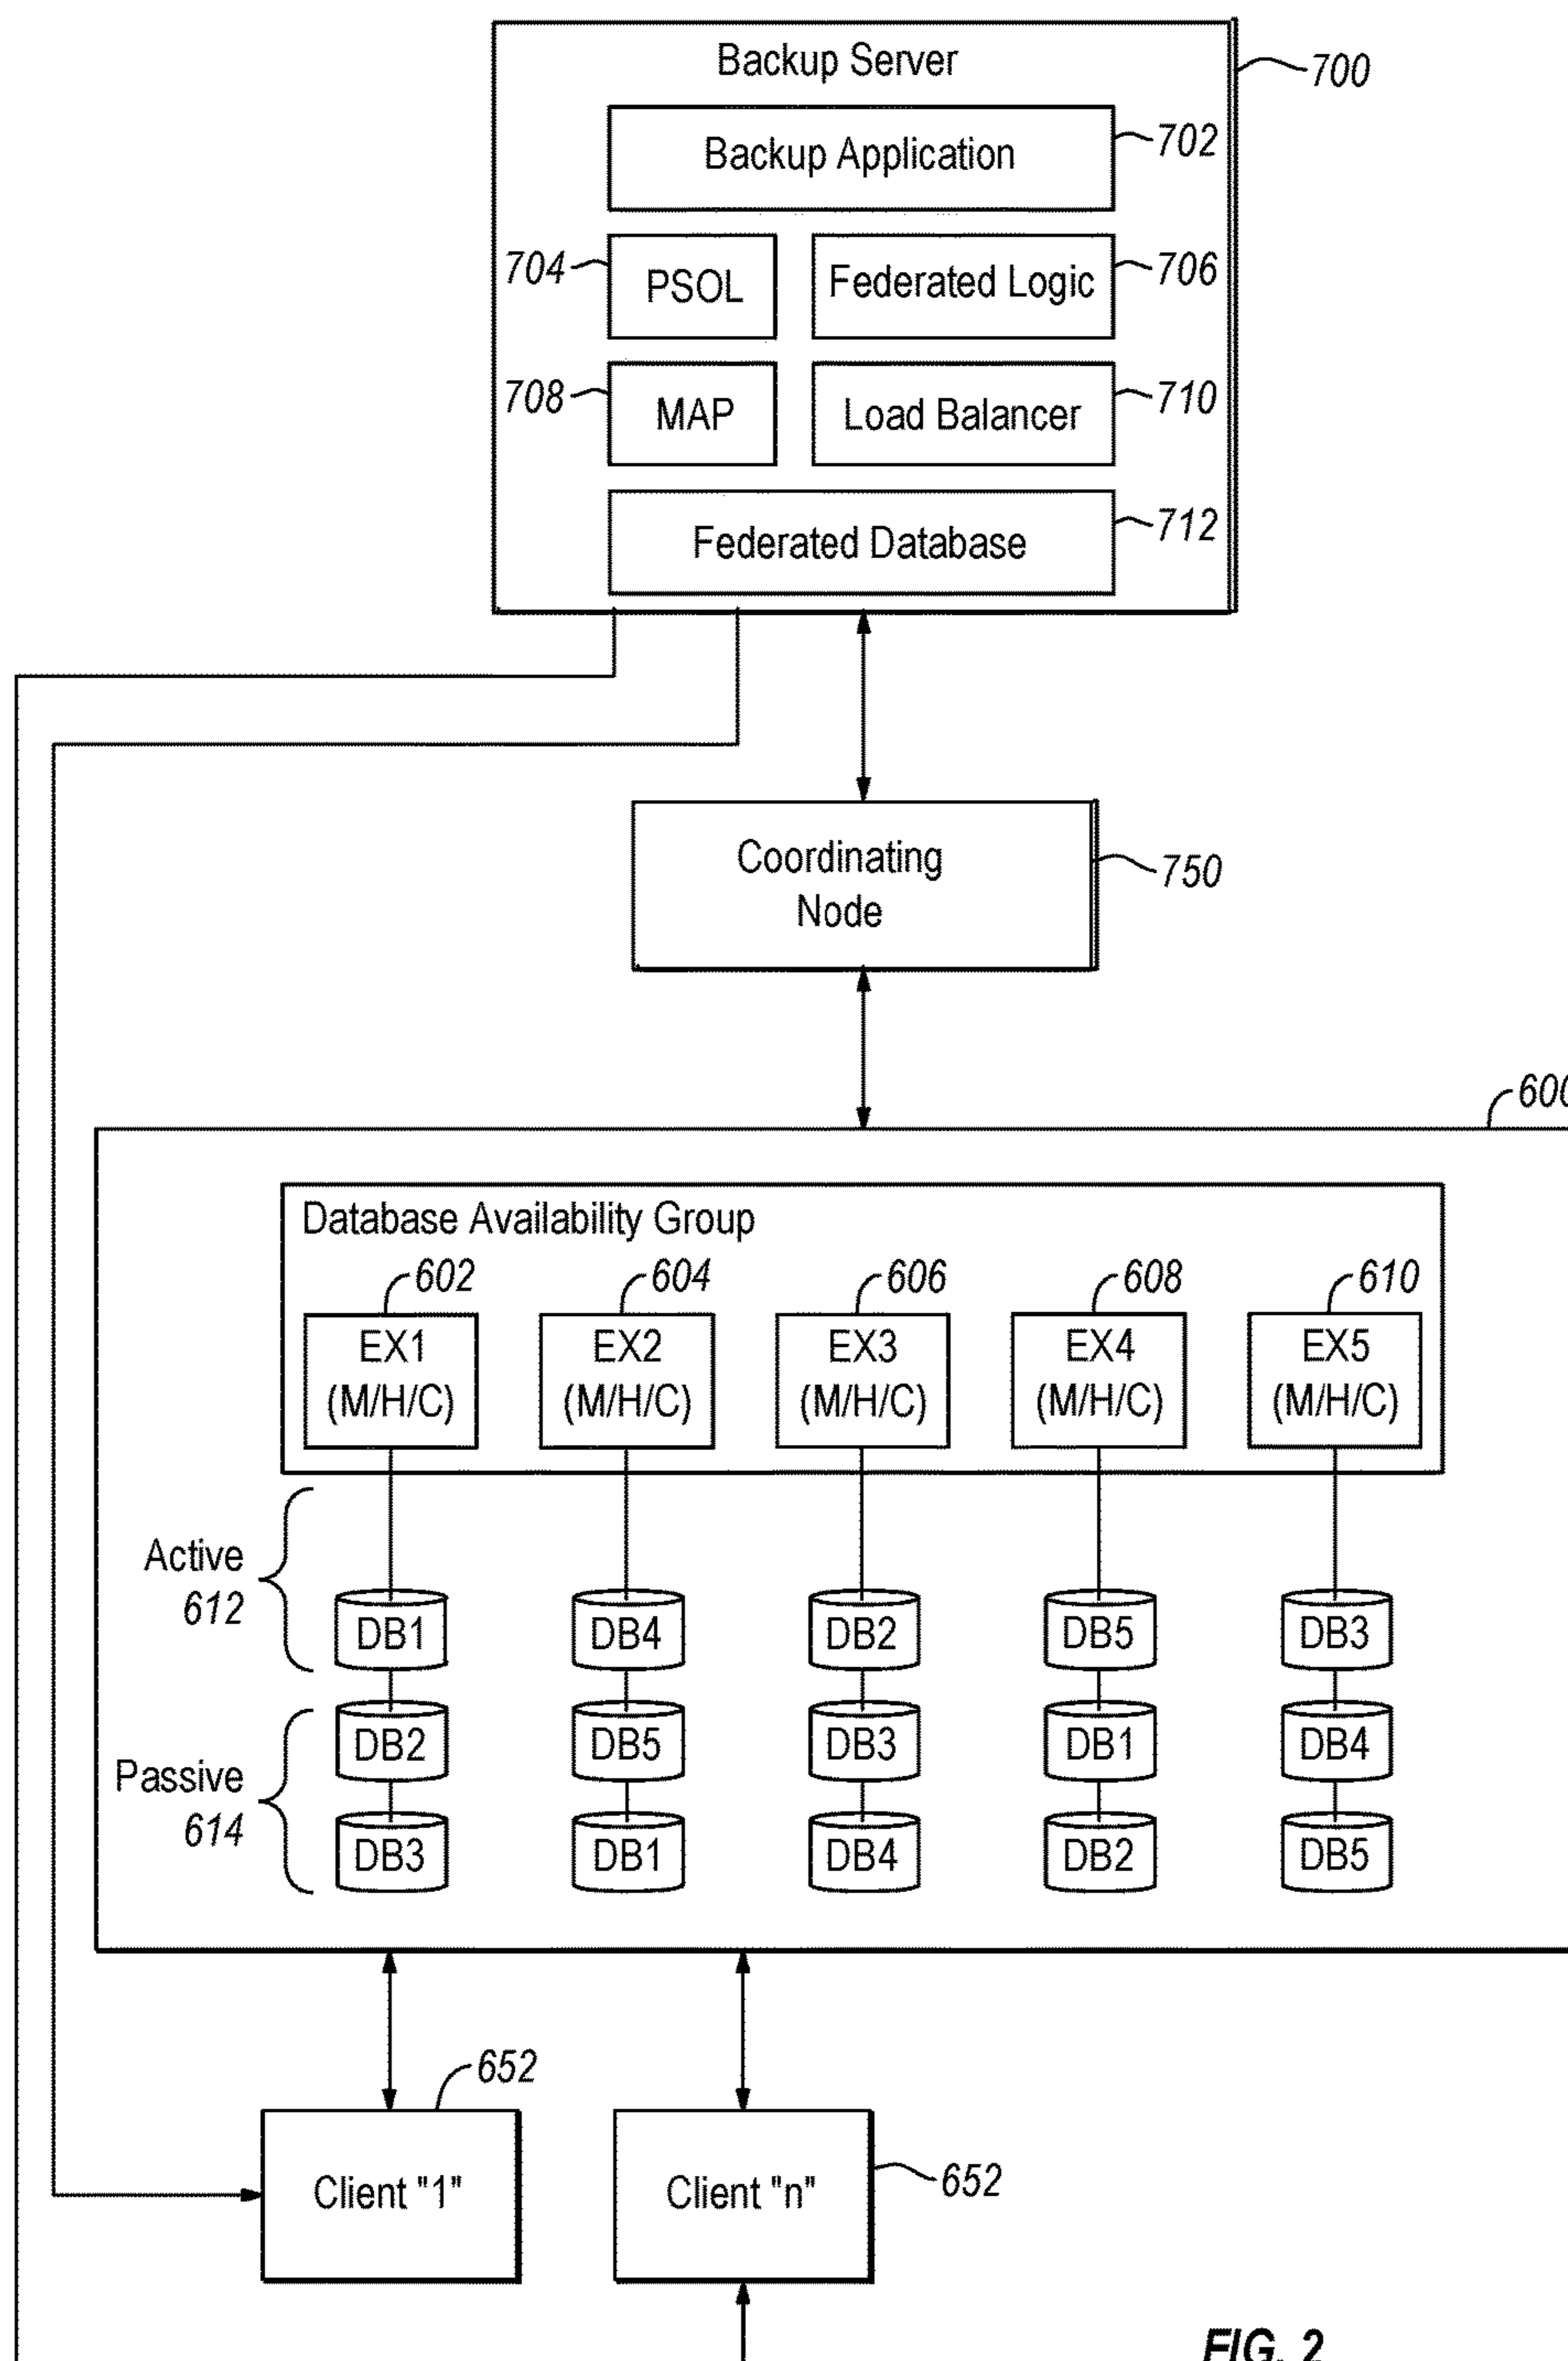 Backup Server
700
Backup Application
702
704
PSOL
Federated Logic
706
708
MAP
Load Balancer
710
Federated Database
712
Coordinating
Node
750
600
Database Availability Group
602
604
606
608
610
EX1
(M/H/C)
EX2
(M/H/C)
EX3
(M/H/C)
EX4
(M/H/C)
EX5
(M/H/C)
Active
612
DB1
DB4
DB2
DB5
DB3
Passive
614
DB2
DB5
DB3
DB1
DB4
DB3
DB1
DB4
DB2
DB5
652
Client "1"
Client "n"
652
FIG. 2